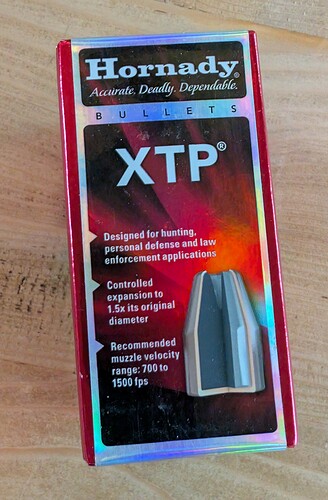 Hornady®
Accurate. Deadly. Dependable.
BULLETS
XTP®
Designed for hunting,
personal defense and law
enforcement applications
Controlled
expansion to
1.5x its original
diameter
Recommended
muzzle velocity
range: 700 to
1500 fps